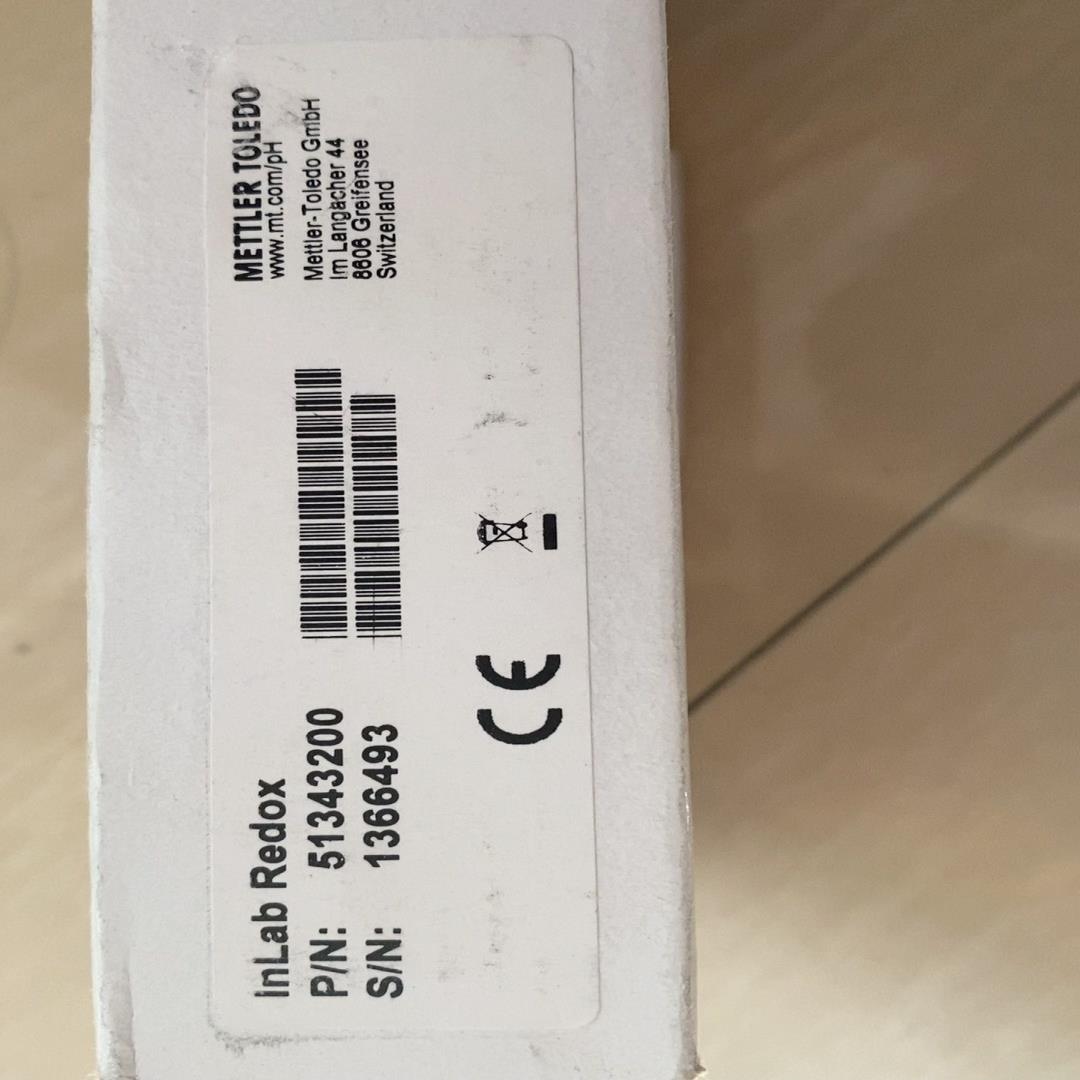 InLab Redox
P/N: 51343200
S/N: 1366493
METTLER TOLEDO
www.mt.com/pH
Mettler-Toledo GmbH
Im Langacher 44
8606 Greifensee
Switzerland
CE